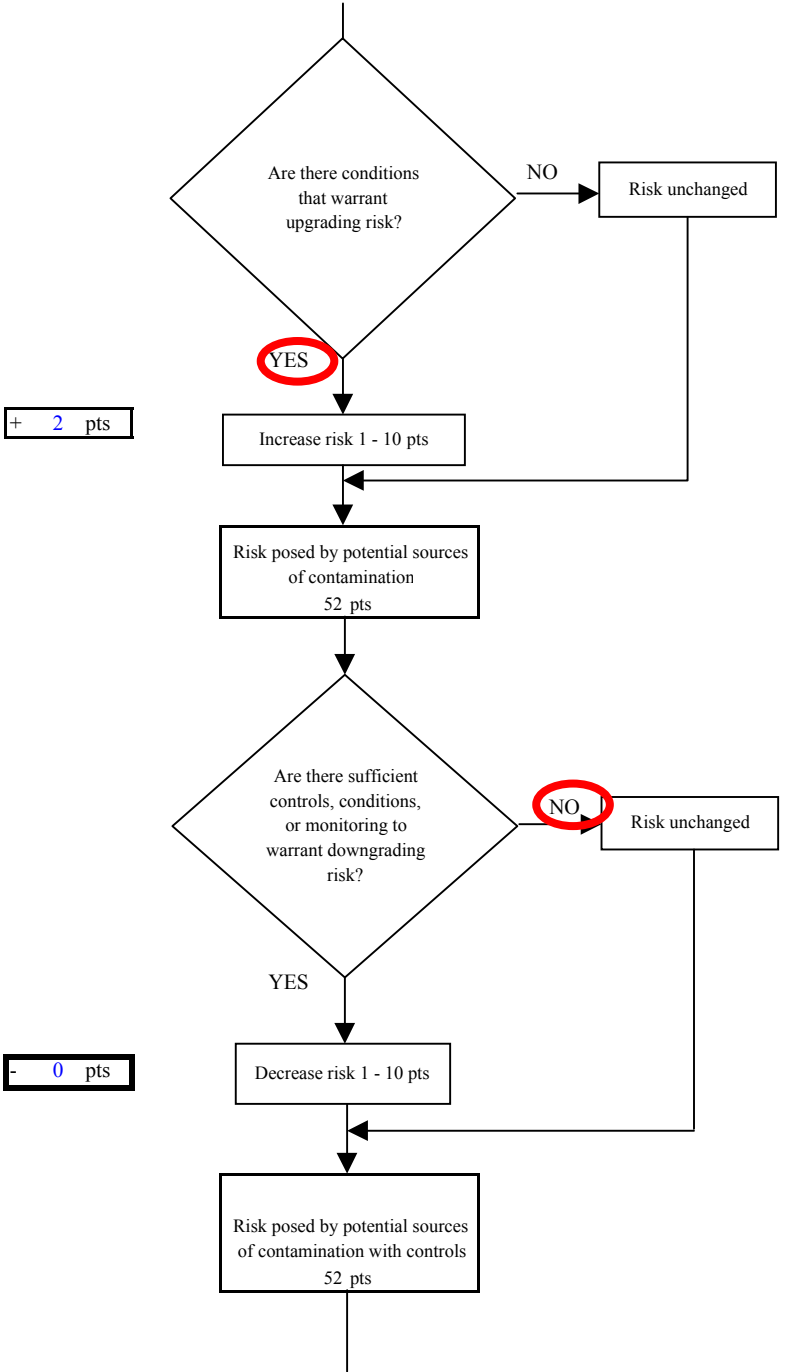 Are there conditions
that warrant
upgrading risk?
NO
Risk unchanged
YES
+ 2 pts
Increase risk 1 - 10 pts
Risk posed by potential sources
of contamination
52 pts
Are there sufficient
controls, conditions,
or monitoring to
warrant downgrading
risk?
NO
Risk unchanged
YES
- 0 pts
Decrease risk 1 - 10 pts
Risk posed by potential sources
of contamination with controls
52 pts